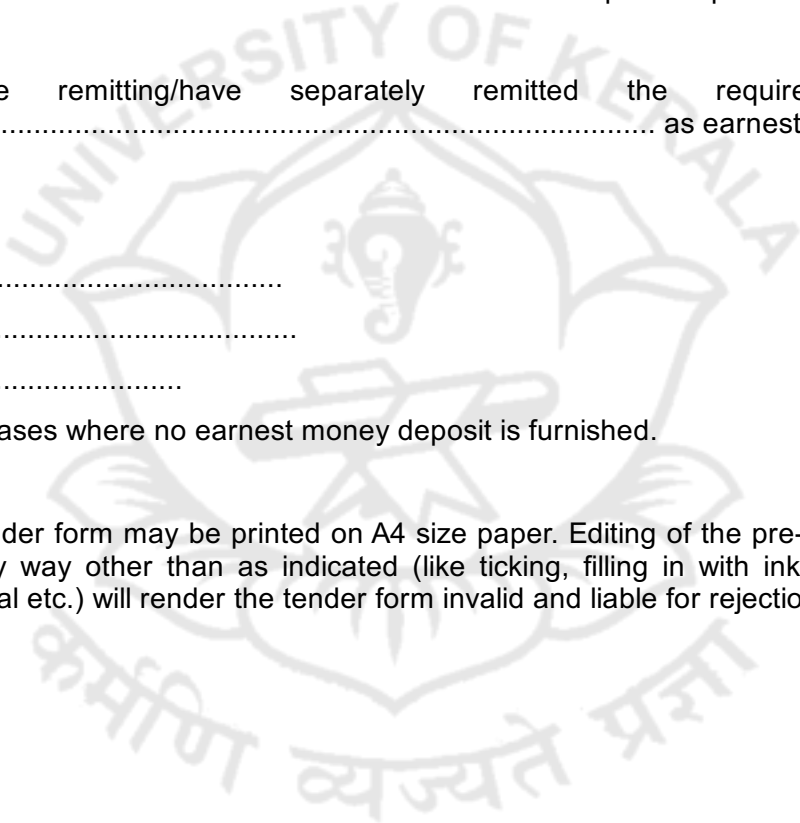 UNIVERSITY OF KERALA
remitting/have separately remitted the require
........................................................................................ as earnest
.......................................
.........................................
.........................
ases where no earnest money deposit is furnished.
der form may be printed on A4 size paper. Editing of the pre-
y way other than as indicated (like ticking, filling in with ink
al etc.) will render the tender form invalid and liable for rejectio
कर्मणि व्यज्यते प्रज्ञा